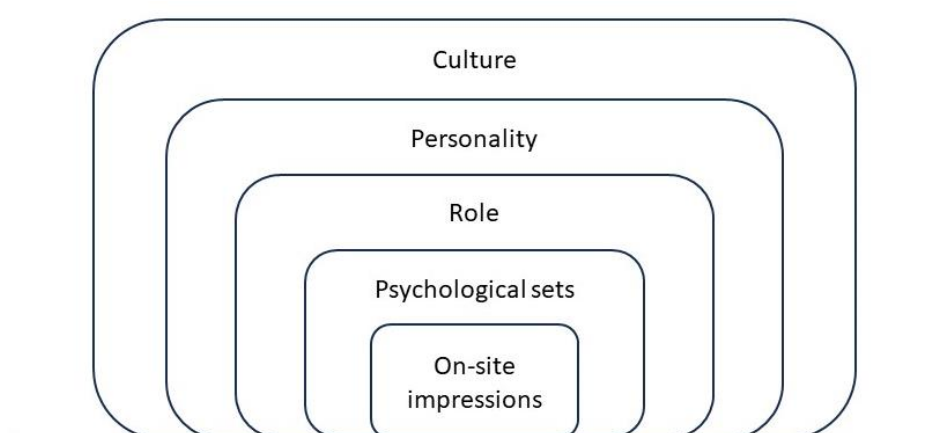 Culture
Personality
Role
Psychological sets
On-site
impressions